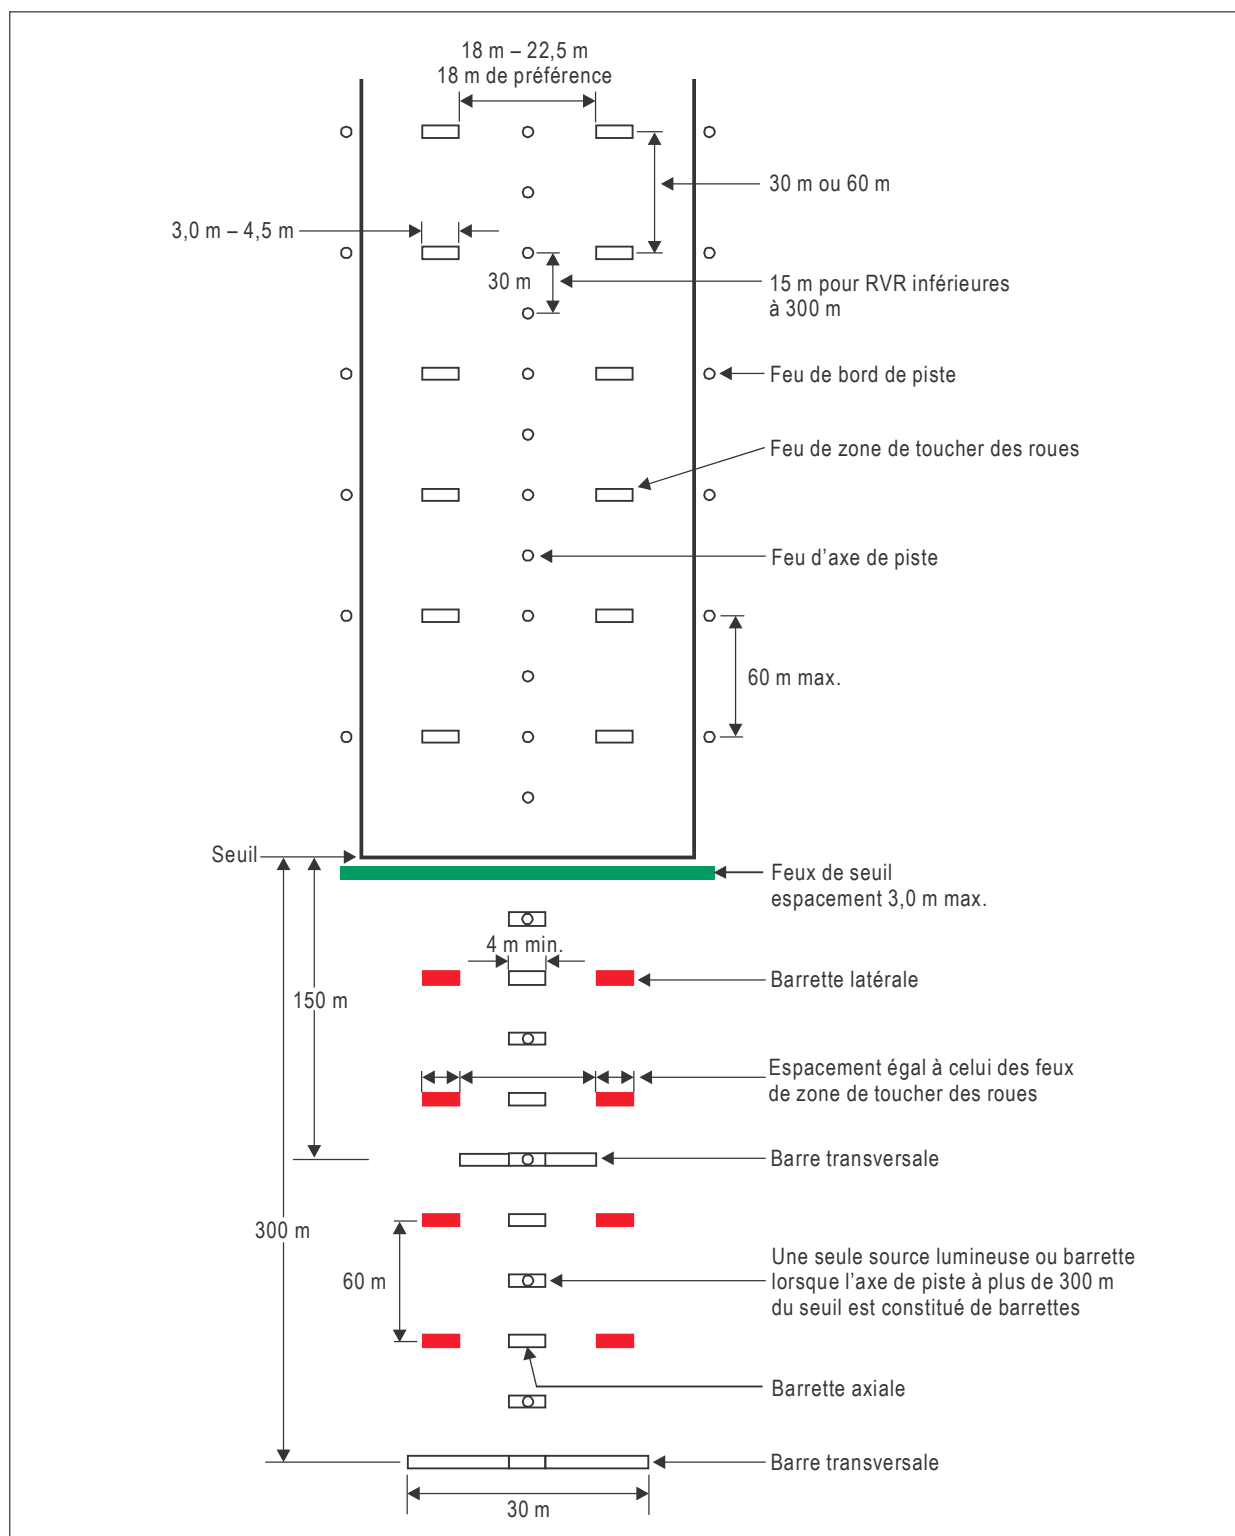 18 m – 22,5 m
18 m de préférence
30 m ou 60 m
3,0 m – 4,5 m
30 m
15 m pour RVR inférieures
à 300 m
Feu de bord de piste
Feu de zone de toucher des roues
Feu d’axe de piste
60 m max.
Seuil
Feux de seuil
espacement 3,0 m max.
4 m min.
Barrette latérale
150 m
Espacement égal à celui des feux
de zone de toucher des roues
Barre transversale
300 m
60 m
Une seule source lumineuse ou barrette
lorsque l’axe de piste à plus de 300 m
du seuil est constitué de barrettes
Barrette axiale
Barre transversale
30 m